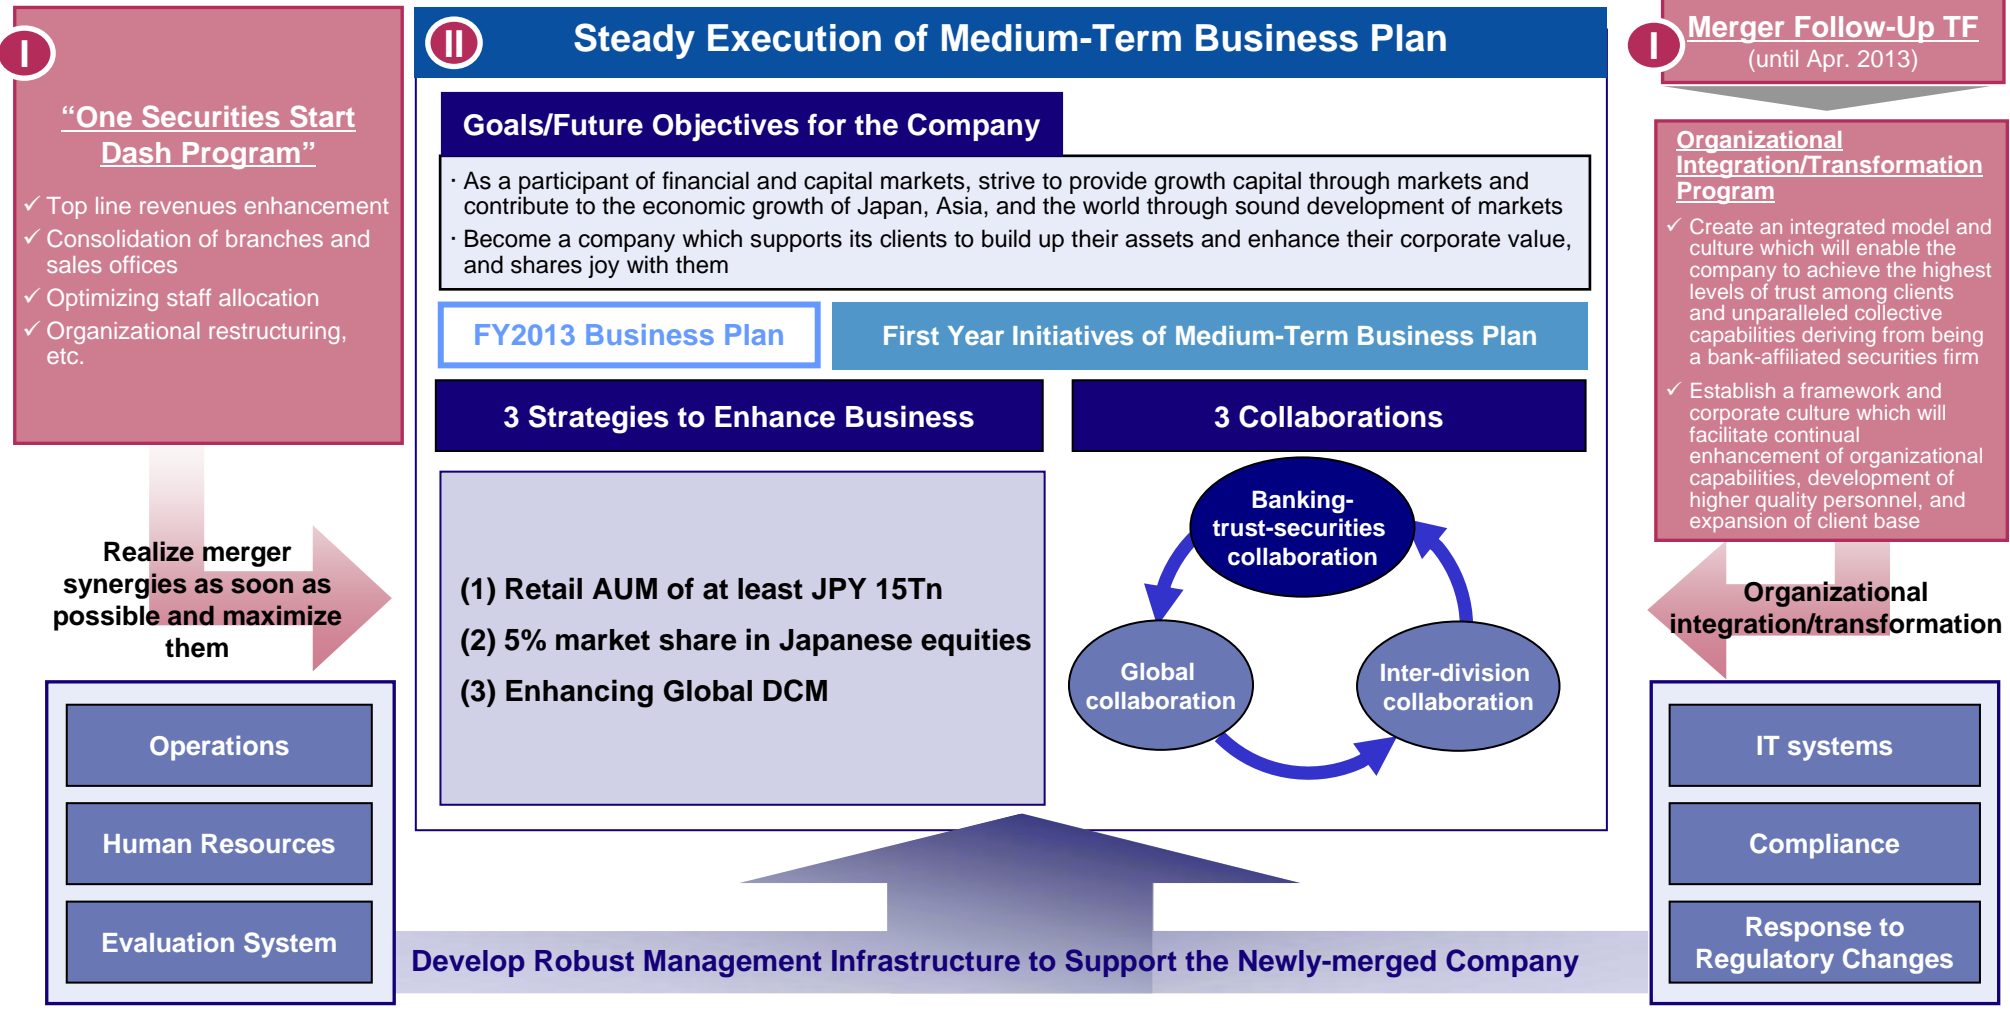 I
“One Securities Start
Dash Program”
✓ Top line revenues enhancement
✓ Consolidation of branches and
sales offices
✓ Optimizing staff allocation
✓ Organizational restructuring,
etc.
Realize merger
synergies as soon as
possible and maximize
them
Operations
Human Resources
Evaluation System
II
Steady Execution of Medium-Term Business Plan
Goals/Future Objectives for the Company
· As a participant of financial and capital markets, strive to provide growth capital through markets and
contribute to the economic growth of Japan, Asia, and the world through sound development of markets
· Become a company which supports its clients to build up their assets and enhance their corporate value,
and shares joy with them
FY2013 Business Plan
First Year Initiatives of Medium-Term Business Plan
3 Strategies to Enhance Business
(1) Retail AUM of at least JPY 15Tn
(2) 5% market share in Japanese equities
(3) Enhancing Global DCM
3 Collaborations
Banking-
trust-securities
collaboration
Global
collaboration
Inter-division
collaboration
Develop Robust Management Infrastructure to Support the Newly-merged Company
I
Merger Follow-Up TF
(until Apr. 2013)
Organizational
Integration/Transformation
Program
✓ Create an integrated model and
culture which will enable the
company to achieve the highest
levels of trust among clients
and unparalleled collective
capabilities deriving from being
a bank-affiliated securities firm
✓ Establish a framework and
corporate culture which will
facilitate continual
enhancement of organizational
capabilities, development of
higher quality personnel, and
expansion of client base
Organizational
integration/transformation
IT systems
Compliance
Response to
Regulatory Changes